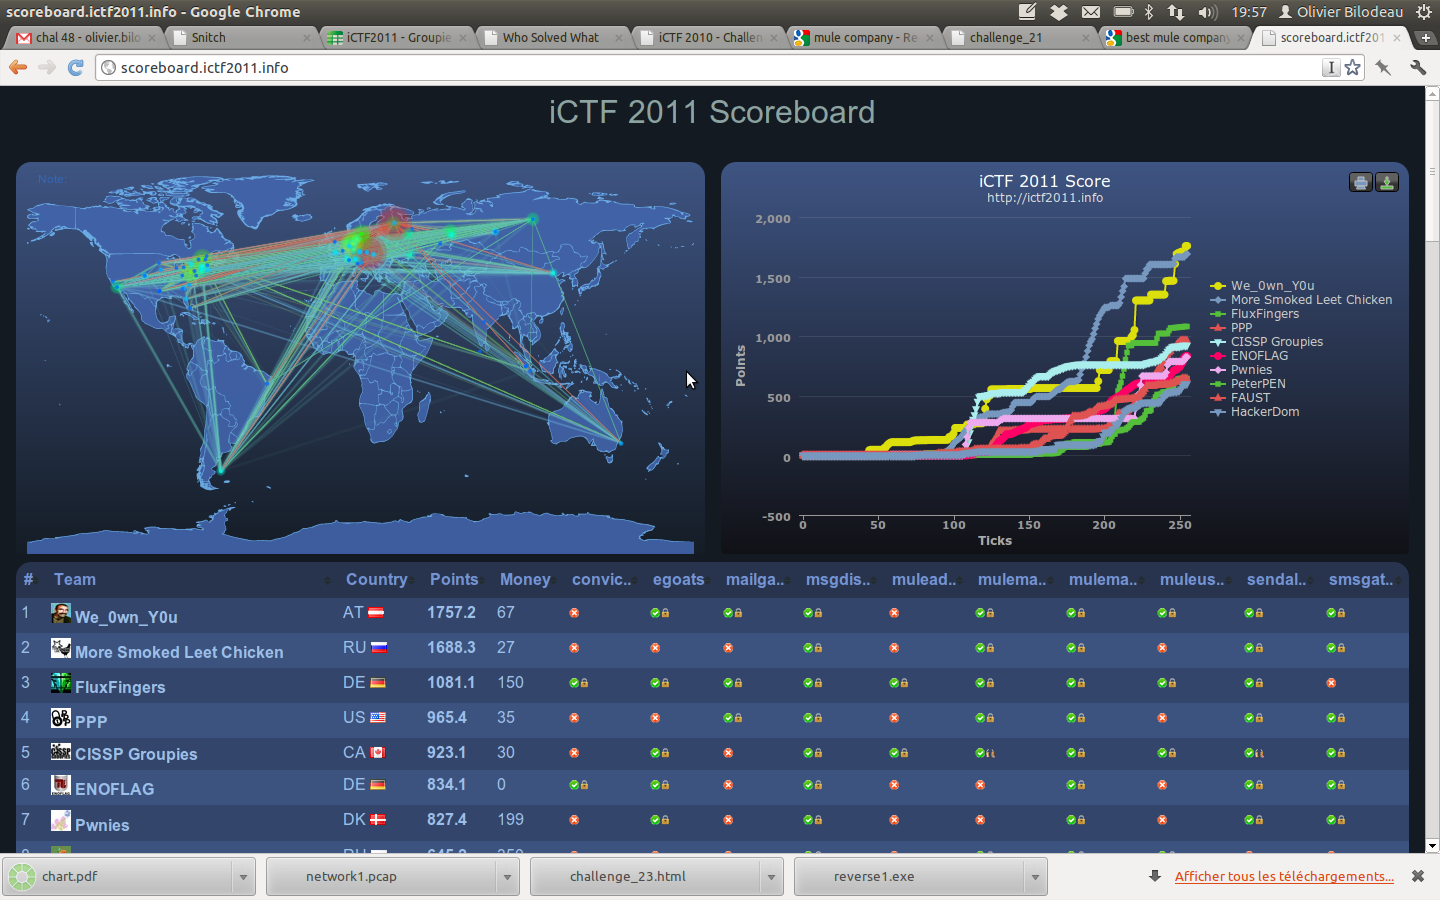 scoreboard.ictf2011.info - Google Chrome
19:57 Olivier Bilodeau
chal 48 - olivier.bilo
Snitch
iCTF2011 - Groupie
Who Solved What
iCTF 2010 - Challen
mule company - Re
challenge_21
best mule company
scoreboard.ictf201
scoreboard.ictf2011.info
iCTF 2011 Scoreboard
Note:
iCTF 2011 Score
http://ictf2011.info
2,000
1,500
1,000
500
0
-500
Points
0 50 100 150 200 250
Ticks
We_0wn_Y0u
More Smoked Leet Chicken
FluxFingers
PPP
CISSP Groupies
ENOFLAG
Pwnies
PeterPEN
FAUST
HackerDom
# Team Country Points Money convic.. egoats mailga.. msgdis.. mulead.. mulema.. mulema.. muleus.. sendal.. smsgat..
1 We_0wn_Y0u AT 1757.2 67
2 More Smoked Leet Chicken RU 1688.3 27
3 FluxFingers DE 1081.1 150
4 PPP US 965.4 35
5 CISSP Groupies CA 923.1 30
6 ENOFLAG DE 834.1 0
7 Pwnies DK 827.4 199
chart.pdf
network1.pcap
challenge_23.html
reverse1.exe
Afficher tous les téléchargements...